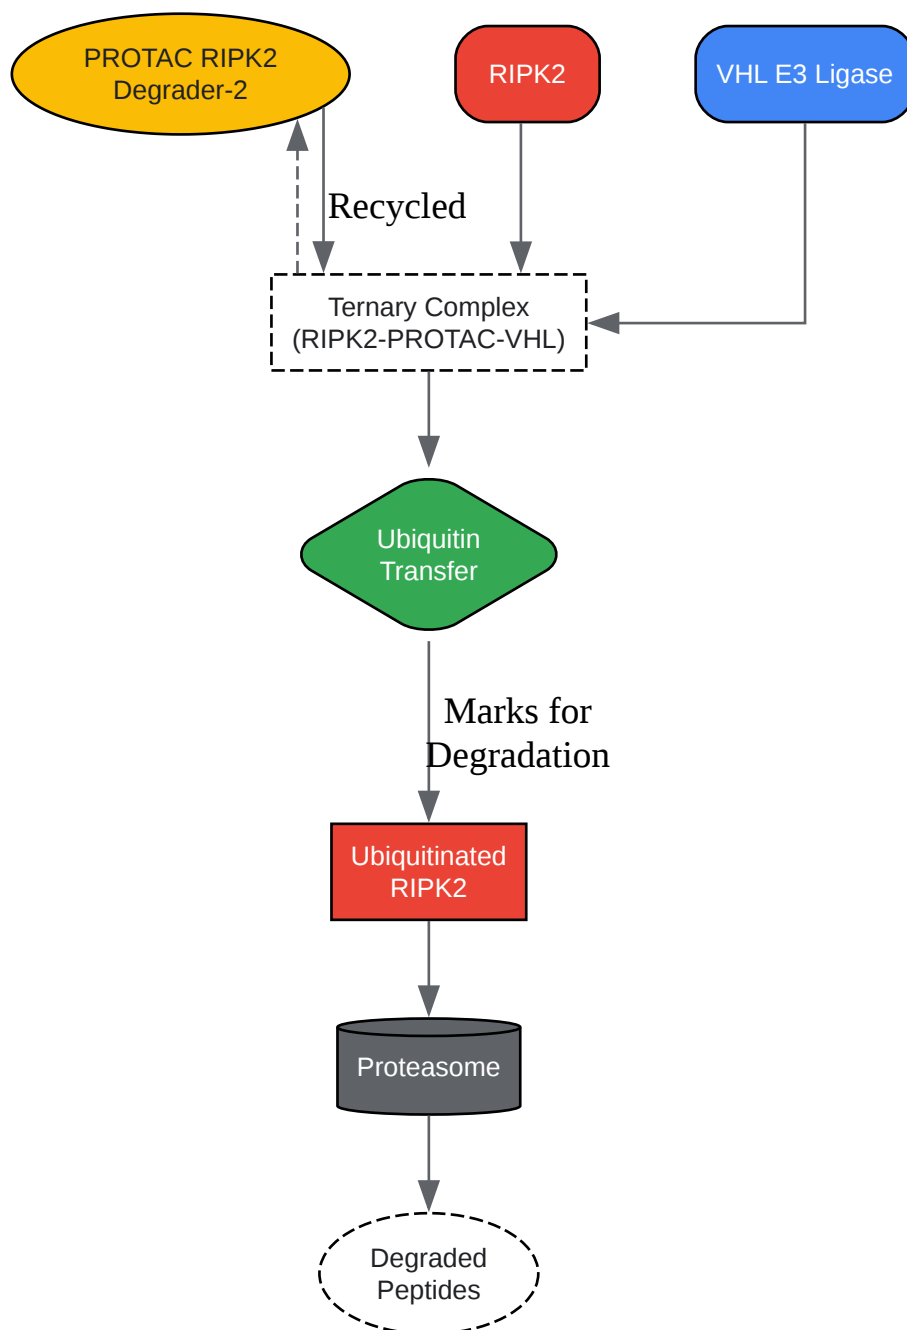 PROTAC RIPK2
Degrader-2
RIPK2
VHL E3 Ligase
Recycled
Ternary Complex
(RIPK2-PROTAC-VHL)
Ubiquitin
Transfer
Marks for
Degradation
Ubiquitinated
RIPK2
Proteasome
Degraded
Peptides